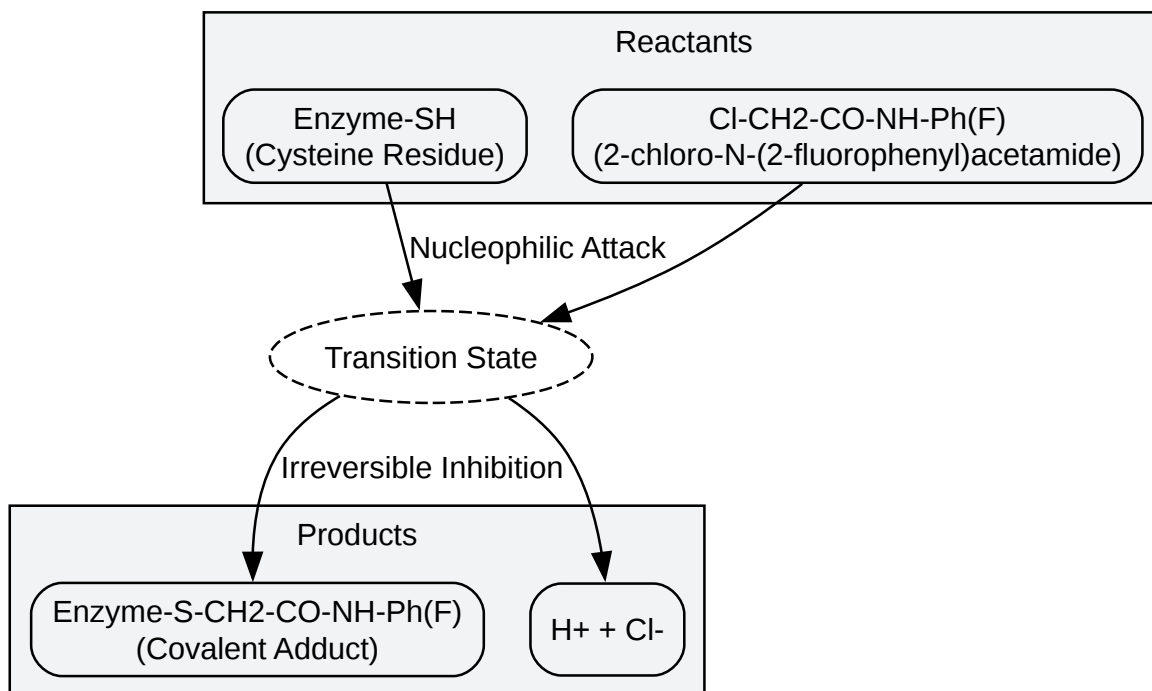 Reactants
Enzyme-SH
(Cysteine Residue)
Cl-CH2-CO-NH-Ph(F)
(2-chloro-N-(2-fluorophenyl)acetamide)
Nucleophilic Attack
Transition State
Irreversible Inhibition
Products
Enzyme-S-CH2-CO-NH-Ph(F)
(Covalent Adduct)
H+ + Cl-